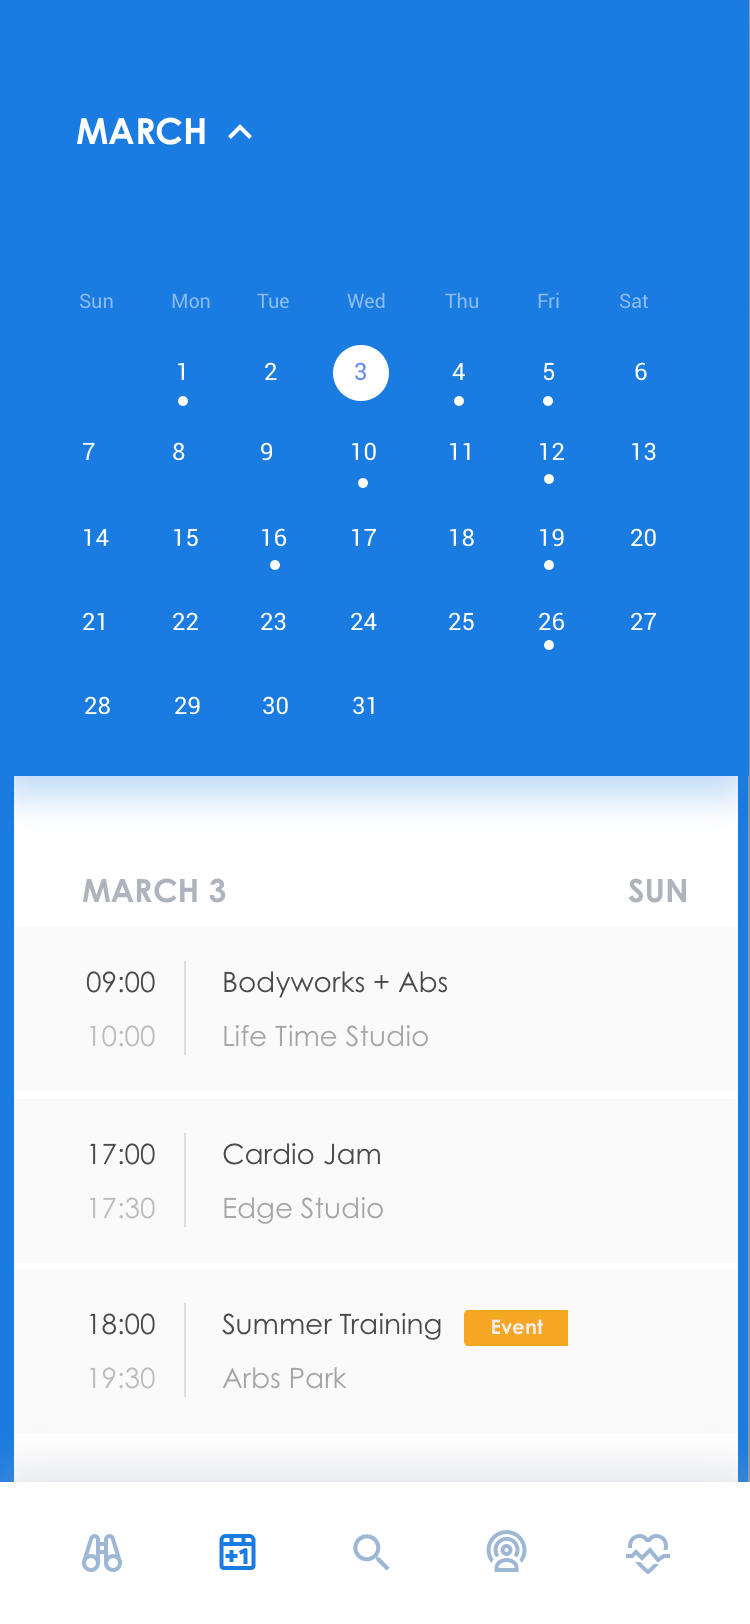 MARCH
Sun Mon Tue Wed Thu Fri Sat
1 2 3 4 5 6
7 8 9 10 11 12 13
14 15 16 17 18 19 20
21 22 23 24 25 26 27
28 29 30 31
MARCH 3 SUN
09:00 Bodyworks + Abs
10:00 Life Time Studio
17:00 Cardio Jam
17:30 Edge Studio
18:00 Summer Training Event
19:30 Arbs Park
+1